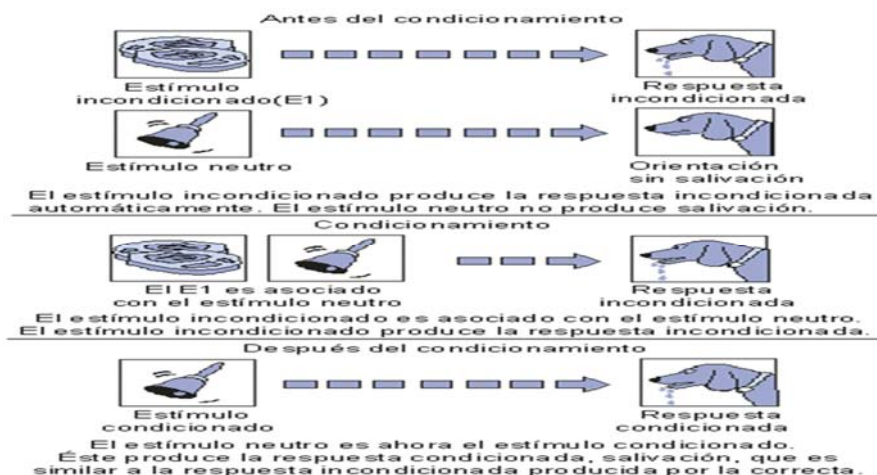 Antes del condicionamiento
Estímulo
incondicionado(E1)
Respuesta
incondicionada
Estímulo neutro
Orientación
sin salivación
El estímulo incondicionado produce la respuesta incondicionada
automáticamente. El estímulo neutro no produce salivación.
Condicionamiento
El E1 es asociado
con el estímulo neutro
Respuesta
incondicionada
El estímulo incondicionado es asociado con el estímulo neutro.
El estímulo incondicionado produce la respuesta incondicionada.
Después del condicionamiento
Estímulo
condicionado
Respuesta
condicionada
El estímulo neutro es ahora el estímulo condicionado.
Éste produce la respuesta condicionada, salivación, que es
similar a la respuesta incondicionada producida por la correcta.